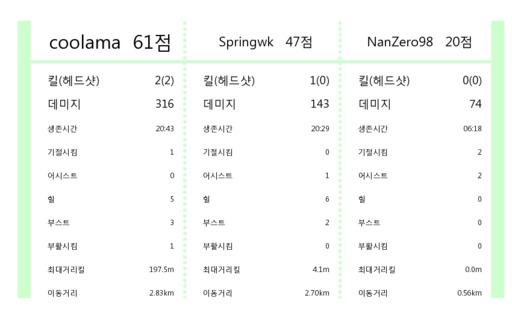 coolama 61점 Springwk 47점 NanZero98 20점
킬(헤드샷) 2(2) 킬(헤드샷) 1(0) 킬(헤드샷) 0(0)
데미지 316 데미지 143 데미지 74
생존시간 20:43 생존시간 20:29 생존시간 06:18
기절시킴 1 기절시킴 0 기절시킴 2
어시스트 0 어시스트 1 어시스트 2
힐 5 힐 6 힐 0
부스트 3 부스트 2 부스트 0
부활시킴 1 부활시킴 0 부활시킴 0
최대거리킬 197.5m 최대거리킬 4.1m 최대거리킬 0.0m
이동거리 2.83km 이동거리 2.70km 이동거리 0.56km